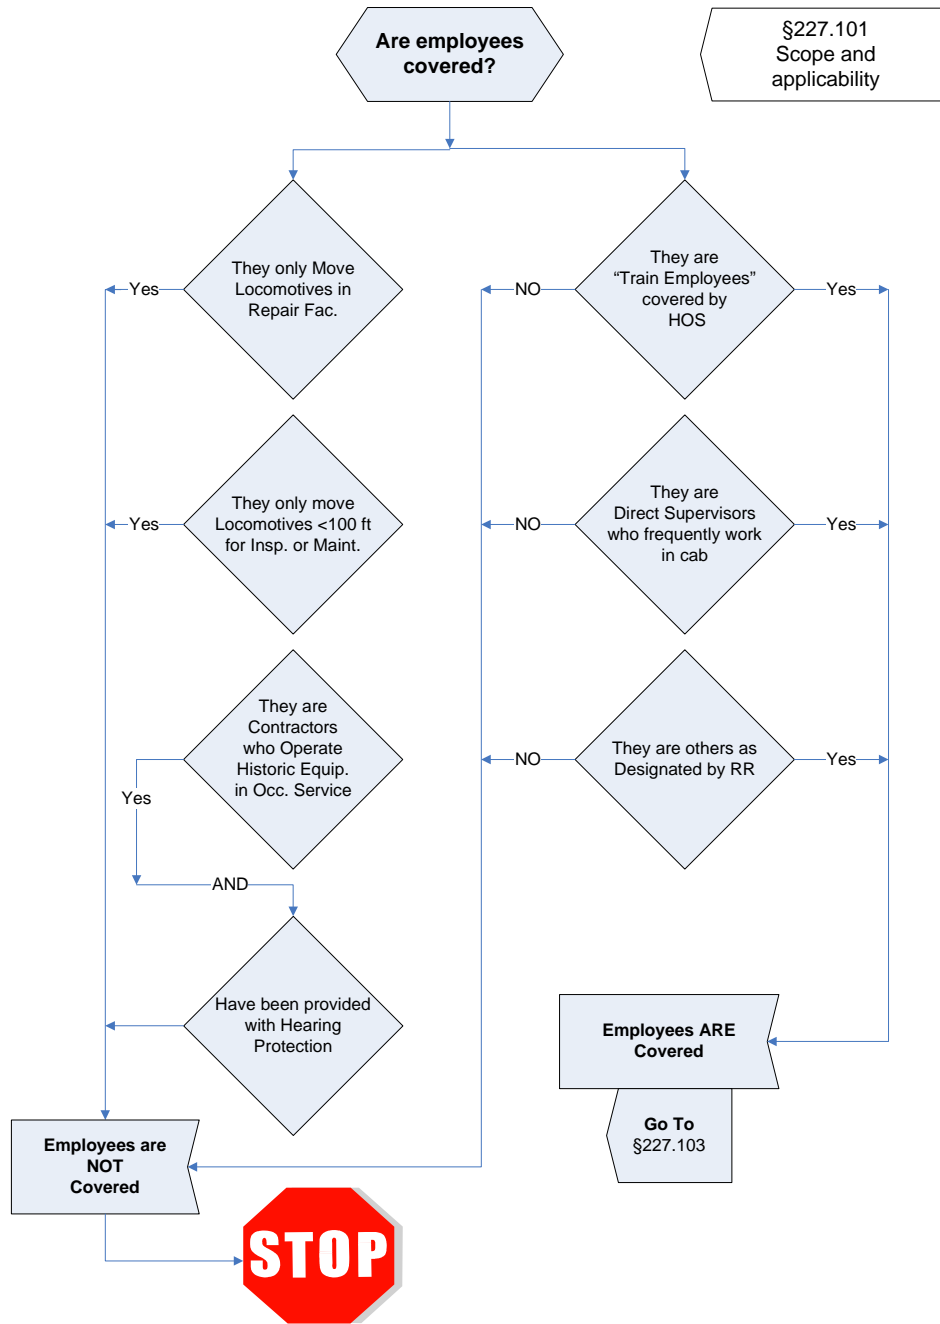 Are employees
covered?
§227.101
Scope and
applicability
They only Move
Locomotives in
Repair Fac.
Yes
They are
“Train Employees”
covered by
HOS
NO
Yes
They only move
Locomotives <100 ft
for Insp. or Maint.
Yes
They are
Direct Supervisors
who frequently work
in cab
NO
Yes
They are
Contractors
who Operate
Historic Equip.
in Occ. Service
Yes
They are others as
Designated by RR
NO
Yes
AND
Have been provided
with Hearing
Protection
Employees ARE
Covered
Go To
§227.103
Employees are
NOT
Covered
STOP